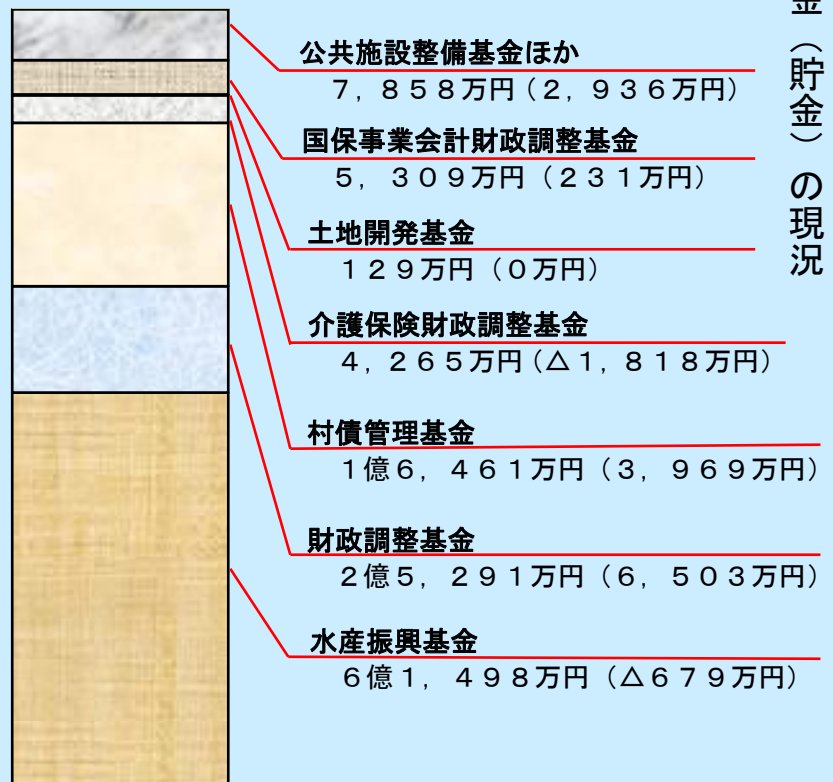 金（貯金）の現況
公共施設整備基金ほか
７，８５８万円（２，９３６万円）
国保事業会計財政調整基金
５，３０９万円（２３１万円）
土地開発基金
１２９万円（０万円）
介護保険財政調整基金
４，２６５万円（△１，８１８万円）
村債管理基金
１億６，４６１万円（３，９６９万円）
財政調整基金
２億５，２９１万円（６，５０３万円）
水産振興基金
６億１，４９８万円（△６７９万円）